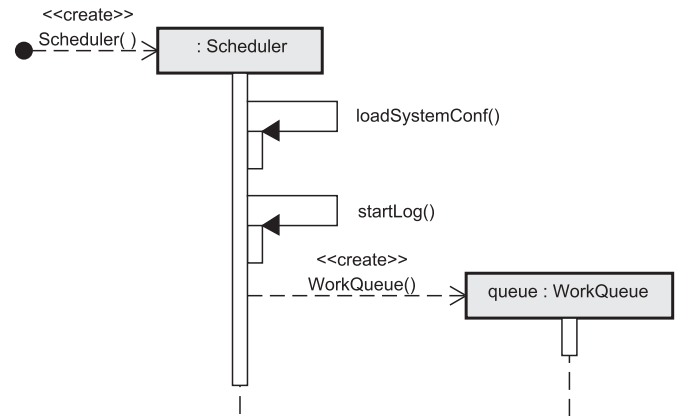 <<create>>
Scheduler( )
: Scheduler
loadSystemConf()
startLog()
<<create>>
WorkQueue()
queue : WorkQueue